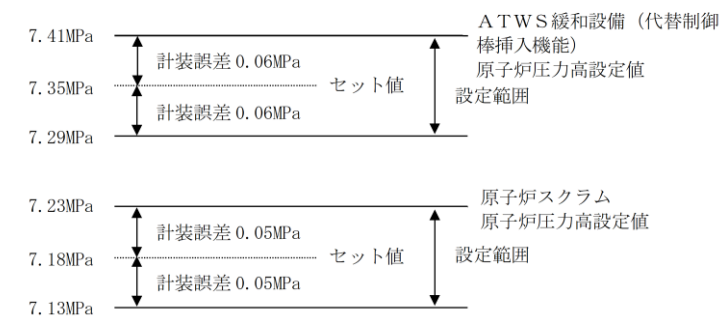 7.41MPa
ＡＴＷＳ緩和設備（代替制御
棒挿入機能）
原子炉圧力高設定値
計装誤差 0.06MPa
7.35MPa
セット値
設定範囲
計装誤差 0.06MPa
7.29MPa
7.23MPa
原子炉スクラム
原子炉圧力高設定値
計装誤差 0.05MPa
7.18MPa
セット値
設定範囲
計装誤差 0.05MPa
7.13MPa